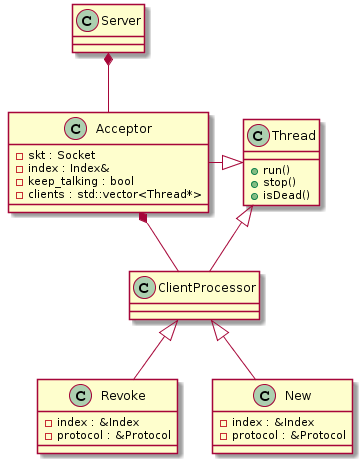 C Server
C Acceptor
skt : Socket
index : Index&
keep_talking : bool
clients : std::vector<Thread*>
C Thread
run()
stop()
isDead()
C ClientProcessor
C Revoke
index : &Index
protocol : &Protocol
C New
index : &Index
protocol : &Protocol